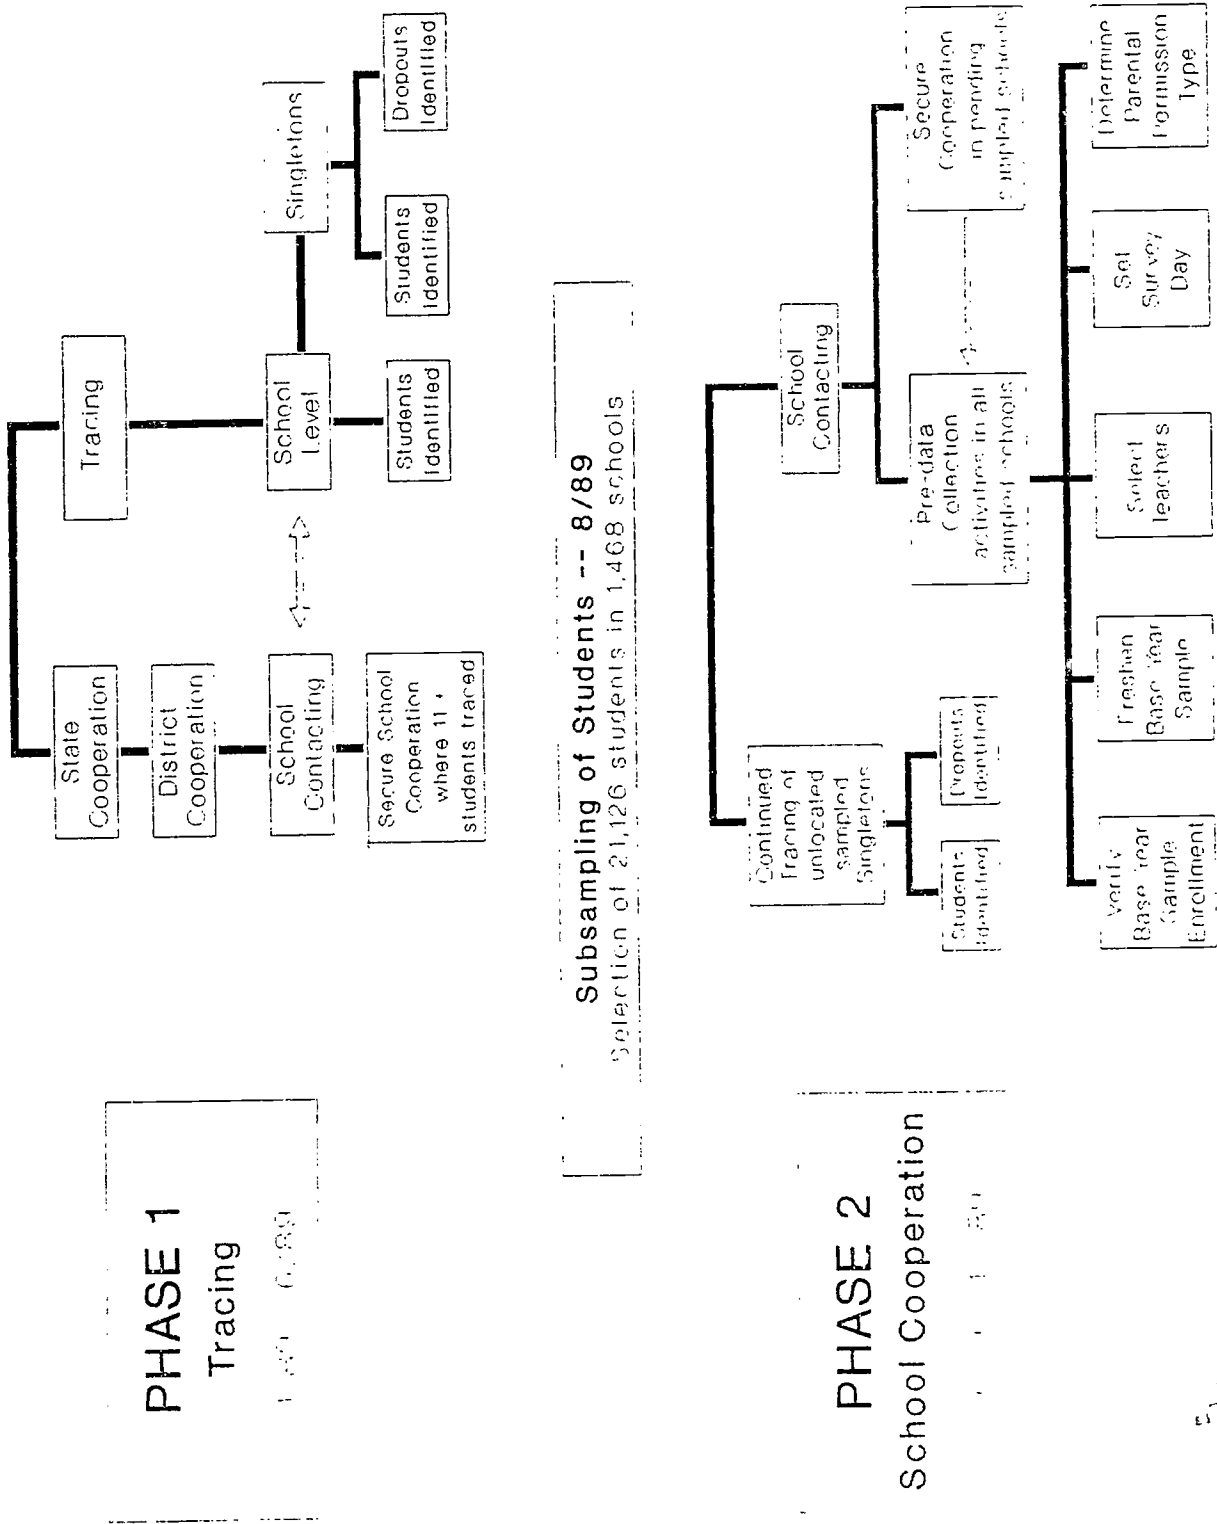 PHASE 1
Tracing
State
Cooperation
District
Cooperation
School
Contacting
Secure School
Cooperation
where 11 +
students traced
Tracing
School
Level
Students
Identified
Singletons
Students
Identified
Dropouts
Identified
Subsampling of Students -- 8/89
Selection of 21,126 students in 1,468 schools
PHASE 2
School Cooperation
Continued
Tracing of
unlocated
sampled
Singletons
Students
Identified
Dropouts
Identified
School
Contacting
Pre-data
Collection
activities in all
sampled schools
Secure
Cooperation
in pending
sampled schools
Verify
Base Year
Sample
Enrollment
Freshen
Base Year
Sample
Select
Teachers
Set
Survey
Day
Determine
Parental
Permission
Type